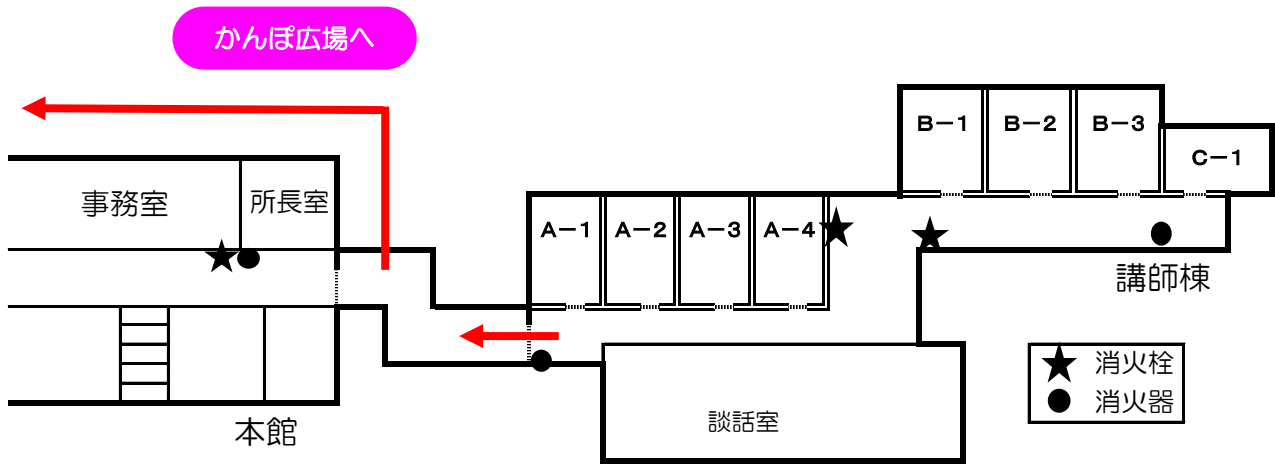 かんぽ広場へ
B-1
B-2
B-3
C-1
事務室
所長室
A-1
A-2
A-3
A-4
講師棟
本館
談話室
消火栓
消火器